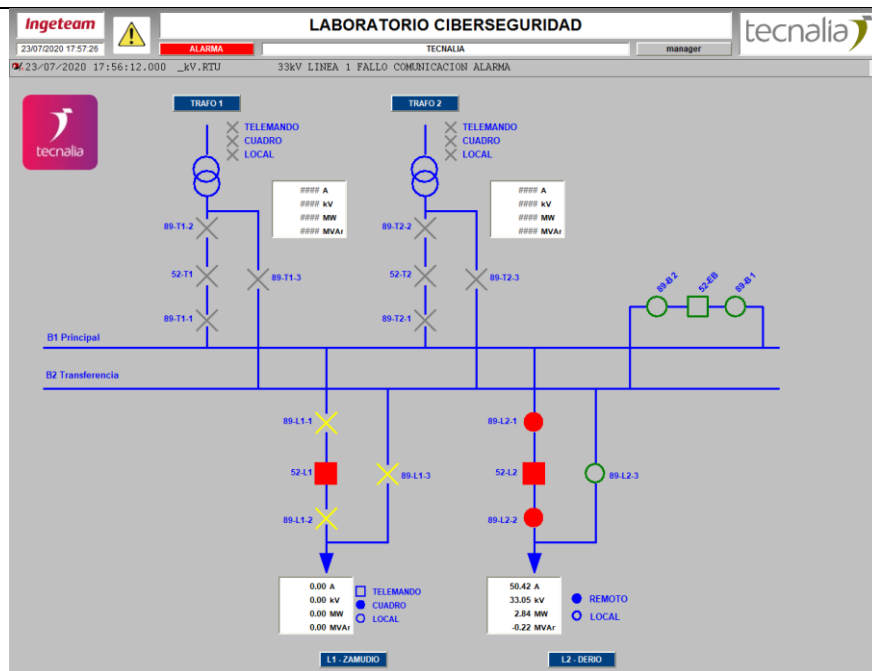 Ingeteam
LABORATORIO CIBERSEGURIDAD
tecnalia
23/07/2020 17:57:26
ALARMA
TECNALIA
manager
23/07/2020 17:56:12.000 _kV.RTU 33kV LINEA 1 FALLO COMUNICACION ALARMA
TRAFO 1
TRAFO 2
tecnalia
TELEMANDO
CUADRO
LOCAL
TELEMANDO
CUADRO
LOCAL
#### A
#### kV
#### MW
#### MVAr
#### A
#### kV
#### MW
#### MVAr
89-T1-2
52-T1
89-T1-3
89-T1-1
89-T2-2
52-T2
89-T2-3
89-T2-1
89-B2
52-EB
89-B1
B1 Principal
B2 Transferencia
89-L1-1
52-L1
89-L1-3
89-L1-2
89-L2-1
52-L2
89-L2-3
89-L2-2
0.00 A
0.00 kV
0.00 MW
0.00 MVAr
TELEMANDO
CUADRO
LOCAL
50.42 A
33.05 kV
2.84 MW
-0.22 MVAr
REMOTO
LOCAL
L1 - ZAMUDIO
L2 - DERIO